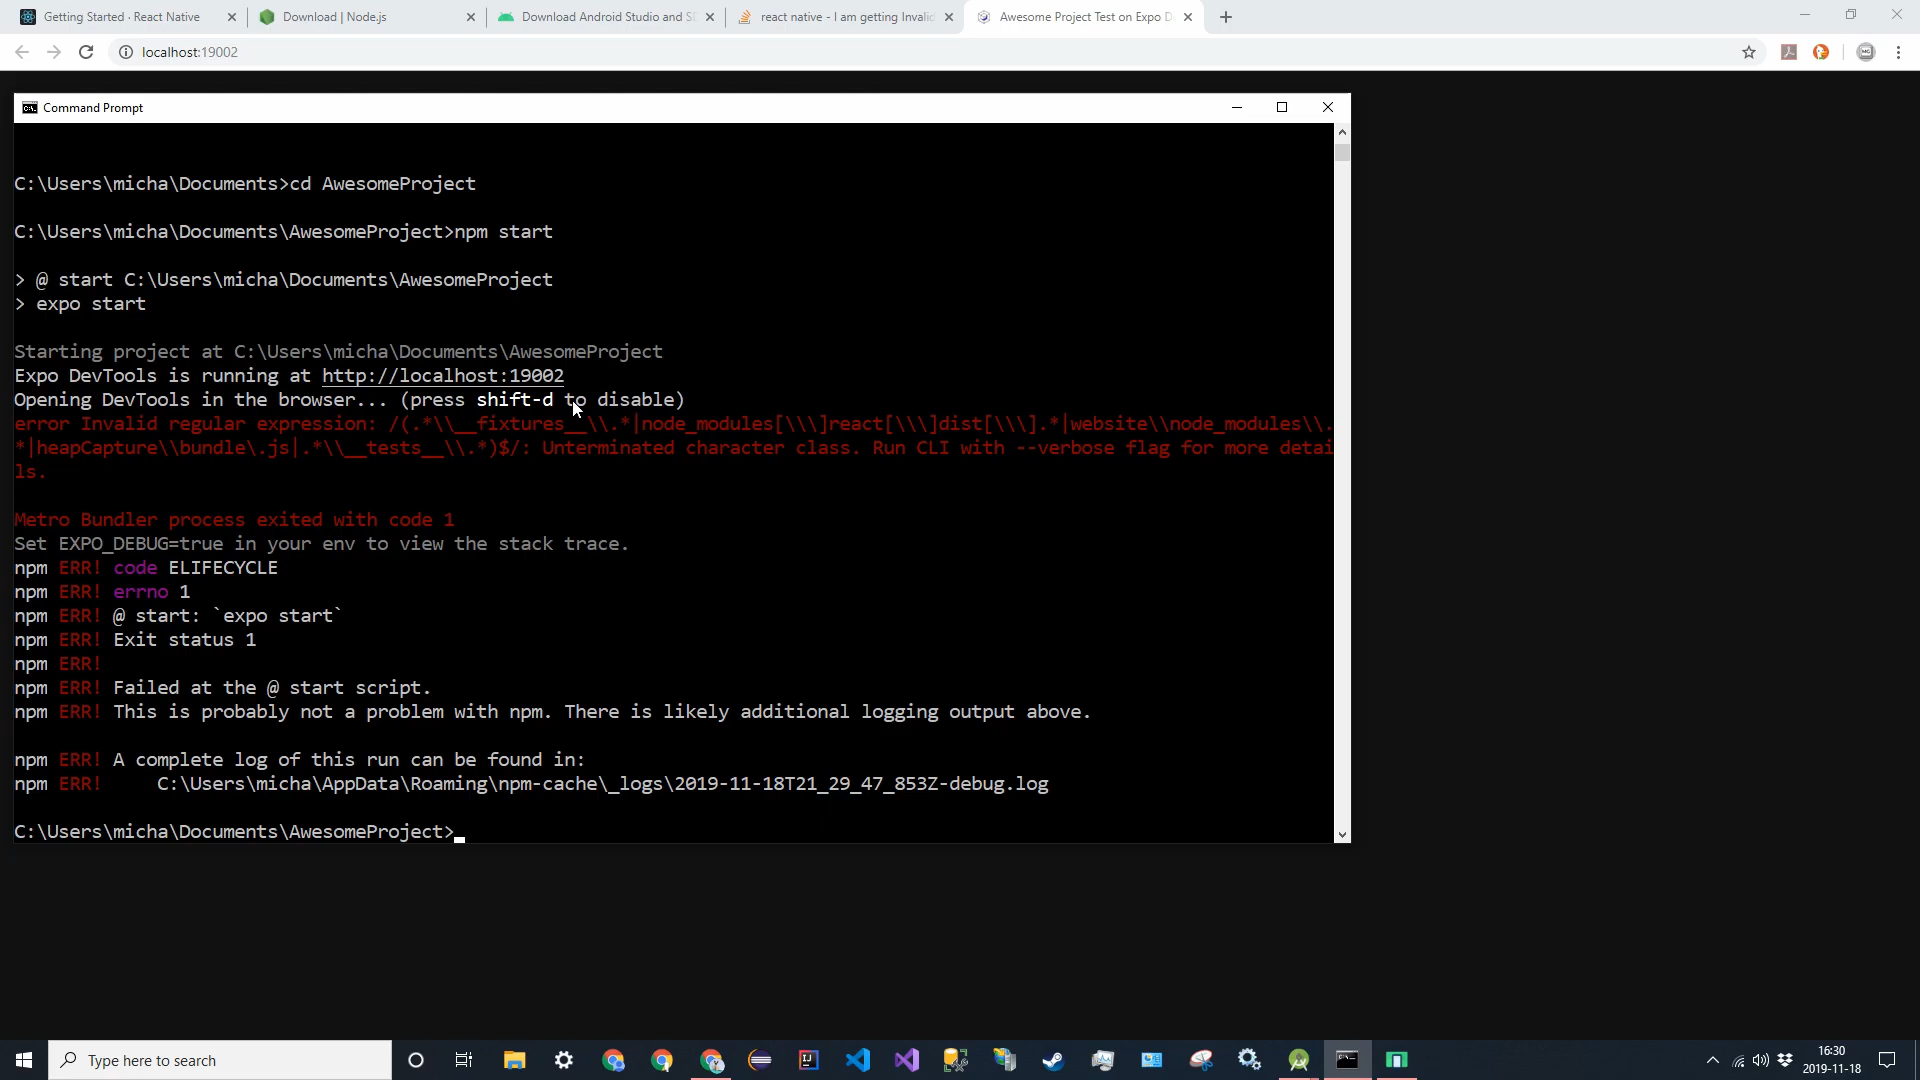 Getting Started · React Native
Download | Node.js
Download Android Studio and S
react native - I am getting Invalid
Awesome Project Test on Expo D
localhost:19002
Command Prompt
C:\Users\micha\Documents>cd AwesomeProject
C:\Users\micha\Documents\AwesomeProject>npm start
> @ start C:\Users\micha\Documents\AwesomeProject
> expo start
Starting project at C:\Users\micha\Documents\AwesomeProject
Expo DevTools is running at http://localhost:19002
Opening DevTools in the browser... (press shift-d to disable)
error Invalid regular expression: /(.*\\__fixtures__\\.*|node_modules[\\\]react[\\\]dist[\\\].*|website\\node_modules\\.
*|heapCapture\\bundle\.js|.*\\__tests__\\.*)$/: Unterminated character class. Run CLI with --verbose flag for more detai
ls.
Metro Bundler process exited with code 1
Set EXPO_DEBUG=true in your env to view the stack trace.
npm ERR! code ELIFECYCLE
npm ERR! errno 1
npm ERR! @ start: `expo start`
npm ERR! Exit status 1
npm ERR!
npm ERR! Failed at the @ start script.
npm ERR! This is probably not a problem with npm. There is likely additional logging output above.
npm ERR! A complete log of this run can be found in:
npm ERR!     C:\Users\micha\AppData\Roaming\npm-cache\_logs\2019-11-18T21_29_47_853Z-debug.log
C:\Users\micha\Documents\AwesomeProject>
Type here to search
16:30
2019-11-18